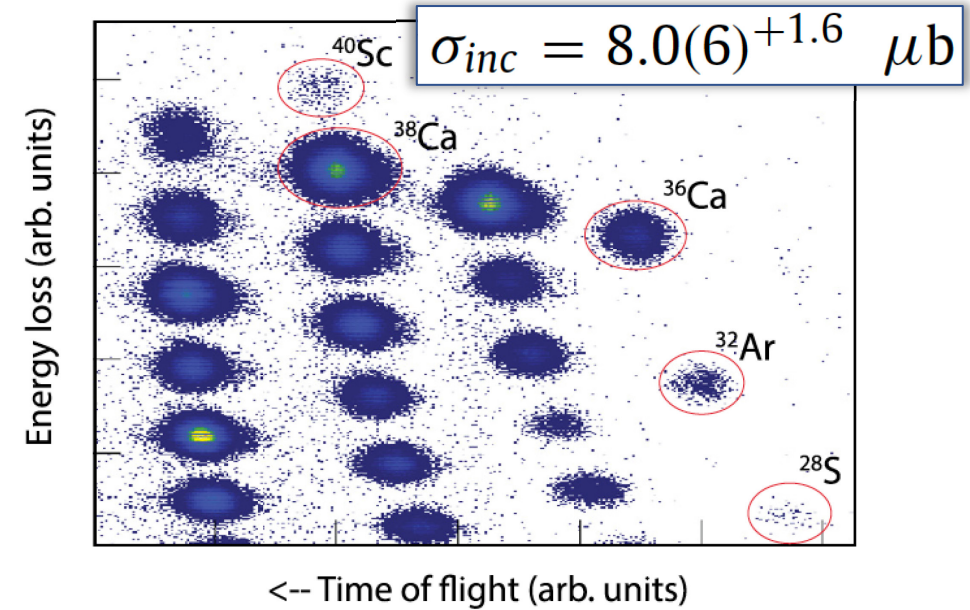 σinc = 8.0(6)+1.6 μb
40Sc
38Ca
36Ca
32Ar
28S
Energy loss (arb. units)
<-- Time of flight (arb. units)